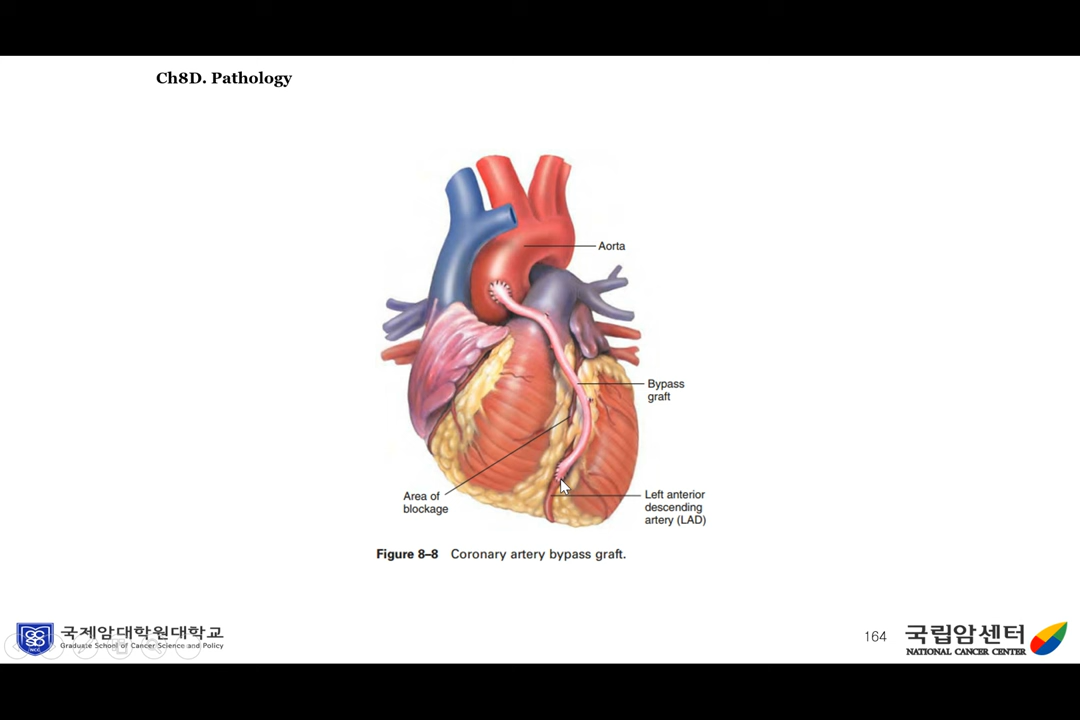 Ch8D. Pathology
Aorta
Bypass
graft
Area of
blockage
Left anterior
descending
artery (LAD)
Figure 8–8 Coronary artery bypass graft.
국제암대학원대학교
Graduate School of Cancer Science and Policy
164
국립암센터
NATIONAL CANCER CENTER